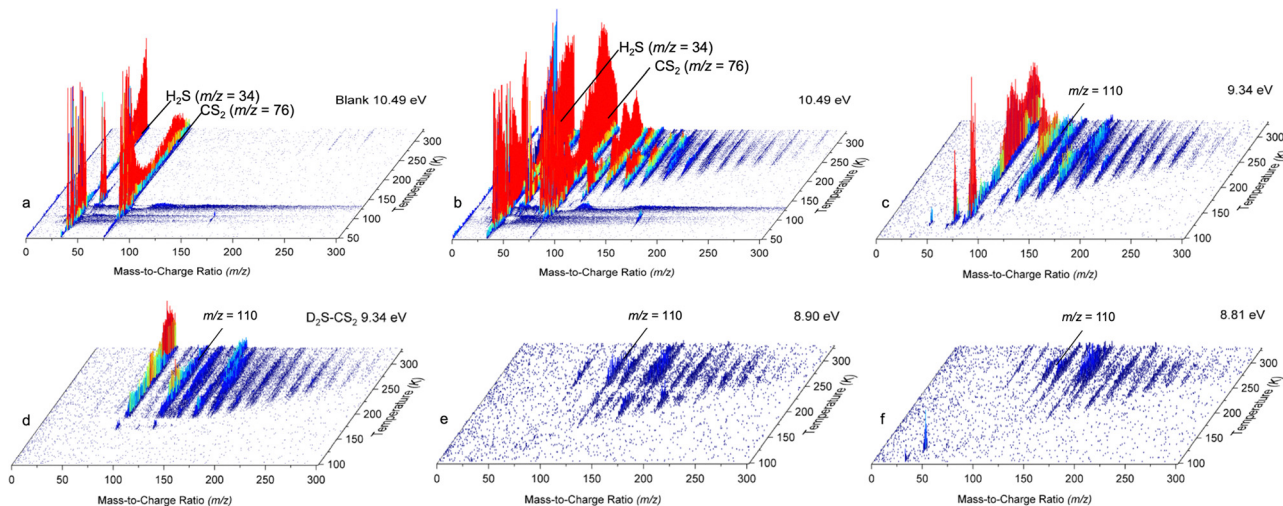 H₂S (m/z = 34)
CS₂ (m/z = 76)
Blank 10.49 eV
a
0 50 100 150 200 250 300
Mass-to-Charge Ratio (m/z)
50 100 150 200 250 300
Temperature (K)
H₂S (m/z = 34)
CS₂ (m/z = 76)
10.49 eV
b
0 50 100 150 200 250 300
Mass-to-Charge Ratio (m/z)
50 100 150 200 250 300
Temperature (K)
m/z = 110
9.34 eV
c
0 50 100 150 200 250 300
Mass-to-Charge Ratio (m/z)
100 150 200 250 300
Temperature (K)
m/z = 110
D₂S-CS₂ 9.34 eV
d
0 50 100 150 200 250 300
Mass-to-Charge Ratio (m/z)
100 150 200 250 300
Temperature (K)
m/z = 110
8.90 eV
e
0 50 100 150 200 250 300
Mass-to-Charge Ratio (m/z)
100 150 200 250 300
Temperature (K)
m/z = 110
8.81 eV
f
0 50 100 150 200 250 300
Mass-to-Charge Ratio (m/z)
100 150 200 250 300
Temperature (K)